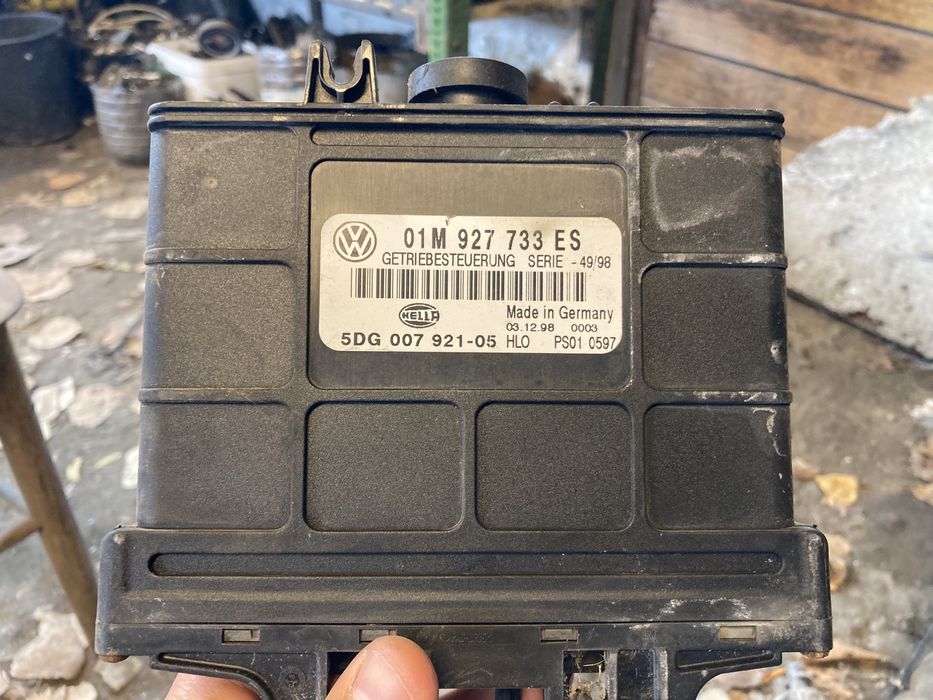 01M 927 733 ES
GETRIEBESTEUERUNG SERIE - 49/98
HELLA
Made in Germany
03.12.98 0003
5DG 007 921-05 HLO PS01 0597